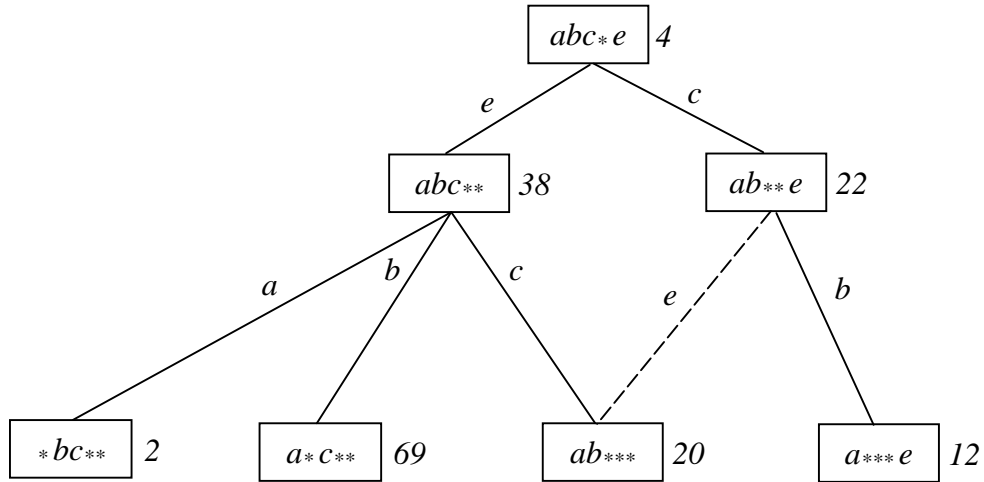 abc*e 4
e c
abc** 38 ab**e 22
a b c e b
*bc** 2 a*c** 69 ab*** 20 a***e 12